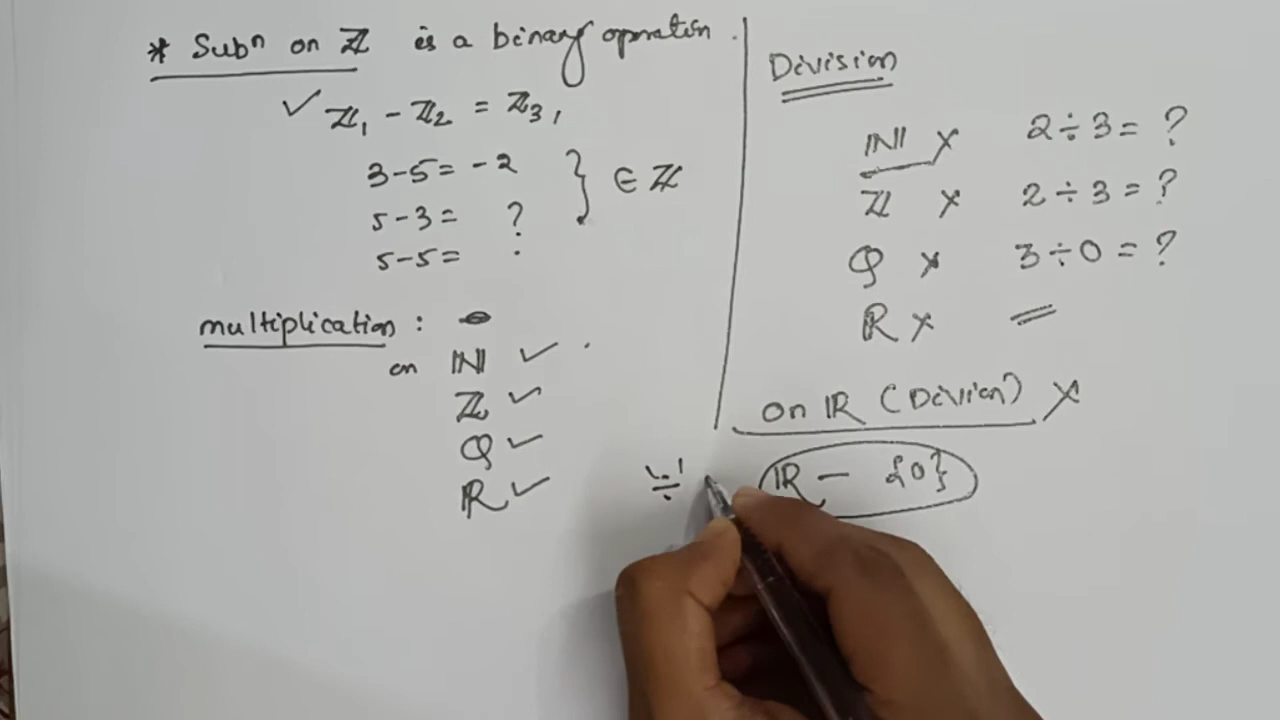 * Subⁿ on ℤ is a binary operation.
✓ ℤ₁ - ℤ₂ = ℤ₃,
3-5 = -2 } ∈ ℤ
5-3 = ?
5-5 = ?
multiplication :
on ℕ ✓ .
ℤ ✓
Q ✓
ℝ ✓
Division
ℕ × 2÷3 = ?
ℤ × 2÷3 = ?
Q × 3÷0 = ?
ℝ × =
on ℝ (Division) ×
'÷' ℝ - {0}